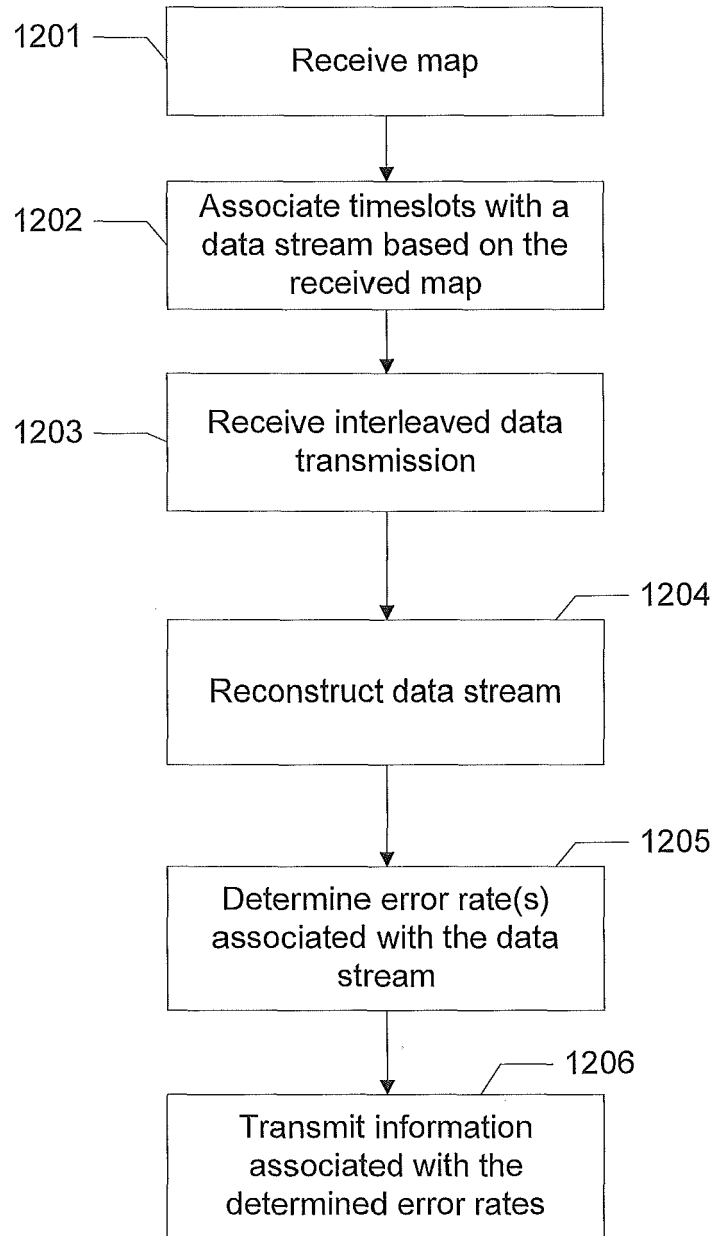 1201
Receive map
1202
Associate timeslots with a
data stream based on the
received map
1203
Receive interleaved data
transmission
1204
Reconstruct data stream
1205
Determine error rate(s)
associated with the data
stream
1206
Transmit information
associated with the
determined error rates